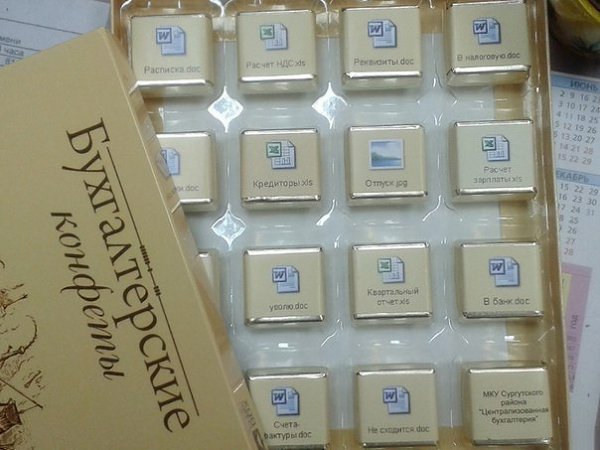 Бухгалтерские
конфеты
Расписка.doc
Расчет НДС.xls
Реквизиты.doc
В налоговую.doc
Кредиторы.xls
Отпуск.jpg
Расчет
зарплаты.xls
уволю.doc
Квартальный
отчет.xls
В банк.doc
Счета-
фактуры.doc
Не сходится.doc
МКУ Сургутского
района
"Централизованная
бухгалтерия"
ИЮНЬ